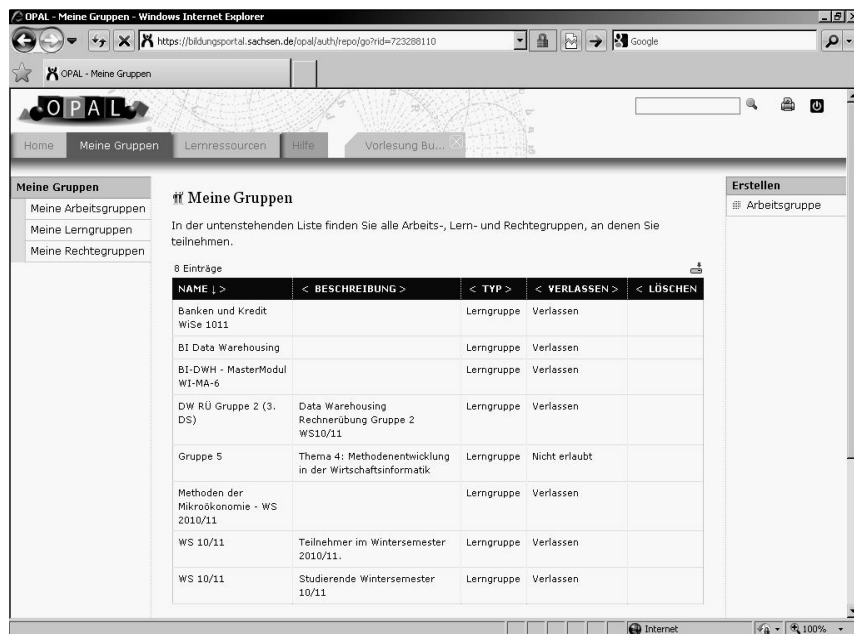 OPAL - Meine Gruppen - Windows Internet Explorer
https://bildungsportal.sachsen.de/opal/auth/repo/go?rid=723288110
Google
OPAL - Meine Gruppen
OPAL
Home
Meine Gruppen
Lernressourcen
Hilfe
Vorlesung Bu...
Meine Gruppen
Meine Arbeitsgruppen
Meine Lerngruppen
Meine Rechtegruppen
Meine Gruppen
In der untenstehenden Liste finden Sie alle Arbeits-, Lern- und Rechtegruppen, an denen Sie
teilnehmen.
8 Einträge
NAME ↓ > < BESCHREIBUNG > < TYP > < VERLASSEN > < LÖSCHEN
Banken und Kredit Lerngruppe Verlassen
WiSe 1011
BI Data Warehousing Lerngruppe Verlassen
BI-DWH - MasterModul Lerngruppe Verlassen
WI-MA-6
DW RÜ Gruppe 2 (3. Data Warehousing Lerngruppe Verlassen
DS) Rechnerübung Gruppe 2
WS10/11
Gruppe 5 Thema 4: Methodenentwicklung Lerngruppe Nicht erlaubt
in der Wirtschaftsinformatik
Methoden der Lerngruppe Verlassen
Mikroökonomie - WS
2010/11
WS 10/11 Teilnehmer im Wintersemester Lerngruppe Verlassen
2010/11.
WS 10/11 Studierende Wintersemester Lerngruppe Verlassen
10/11
Erstellen
Arbeitsgruppe
Internet
100%